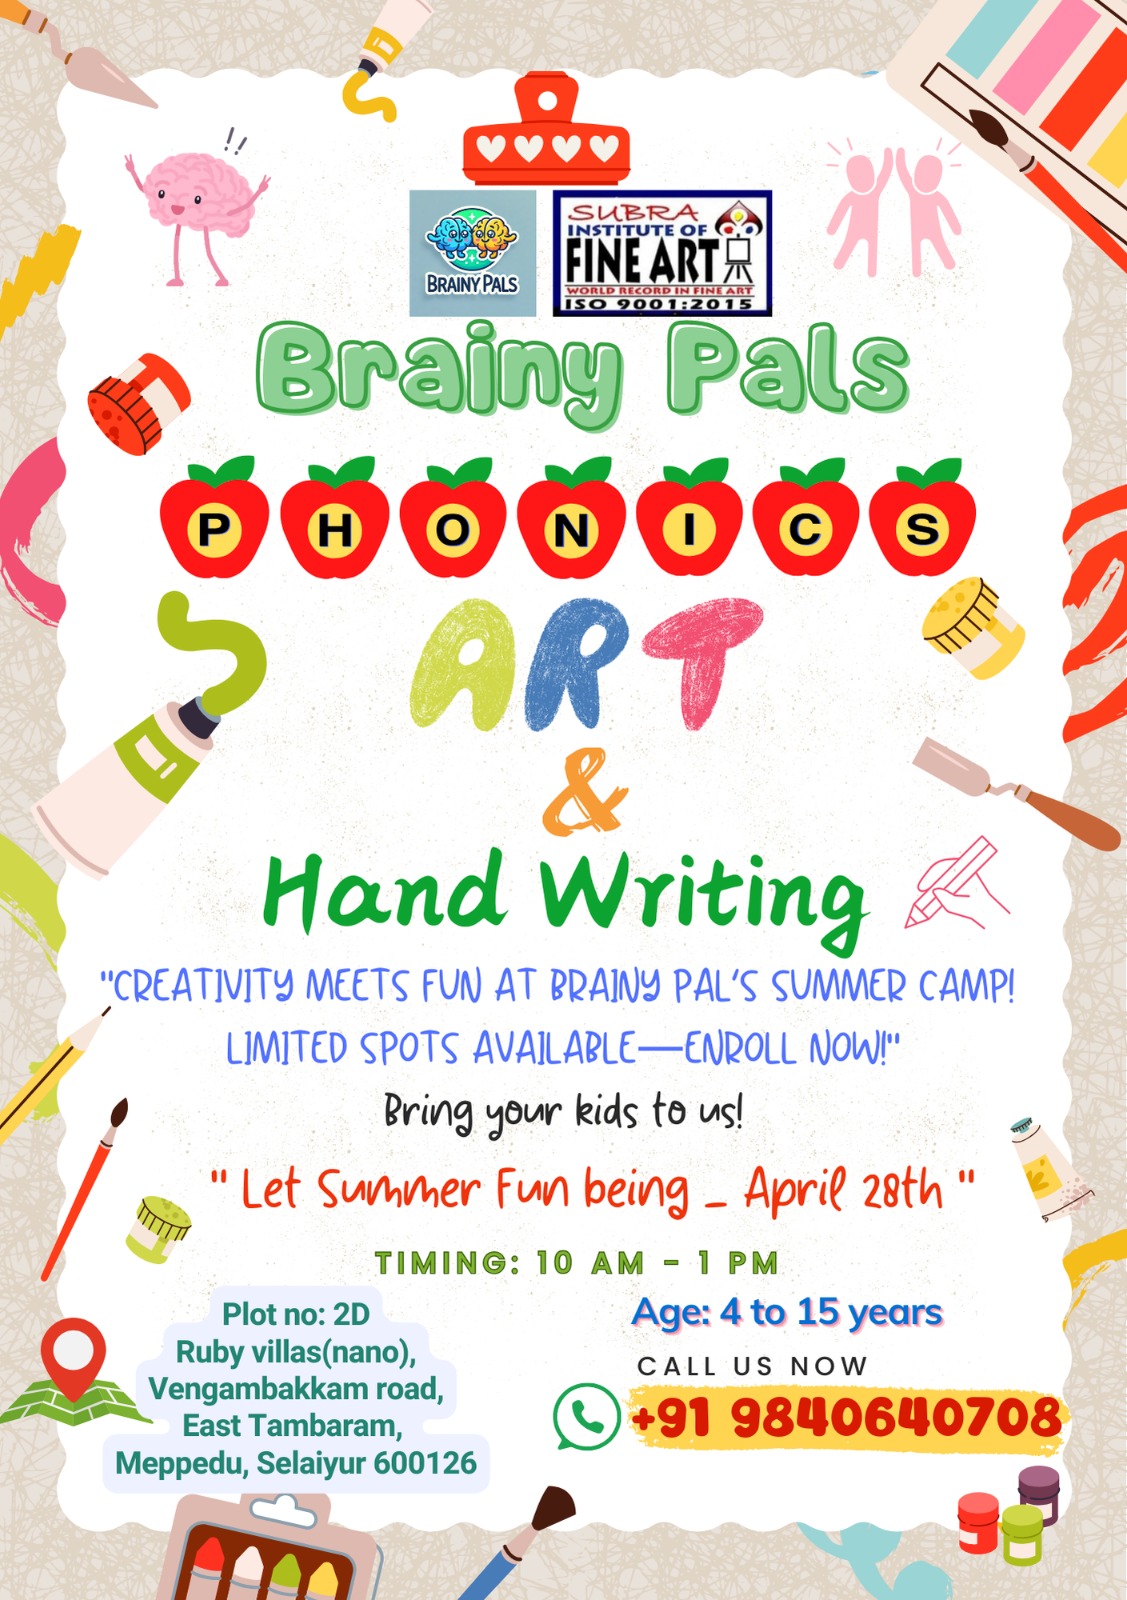 BRAINY PALS
SUBRA
INSTITUTE OF
FINE ART
WORLD RECORD IN FINE ART
ISO 9001:2015
Brainy Pals
PHONICS
ART
&
Hand Writing
"CREATIVITY MEETS FUN AT BRAINY PAL'S SUMMER CAMP!
LIMITED SPOTS AVAILABLE—ENROLL NOW!"
Bring your kids to us!
" Let Summer Fun being _ April 28th "
TIMING: 10 AM - 1 PM
Plot no: 2D
Ruby villas(nano),
Vengambakkam road,
East Tambaram,
Meppedu, Selaiyur 600126
Age: 4 to 15 years
CALL US NOW
+91 9840640708